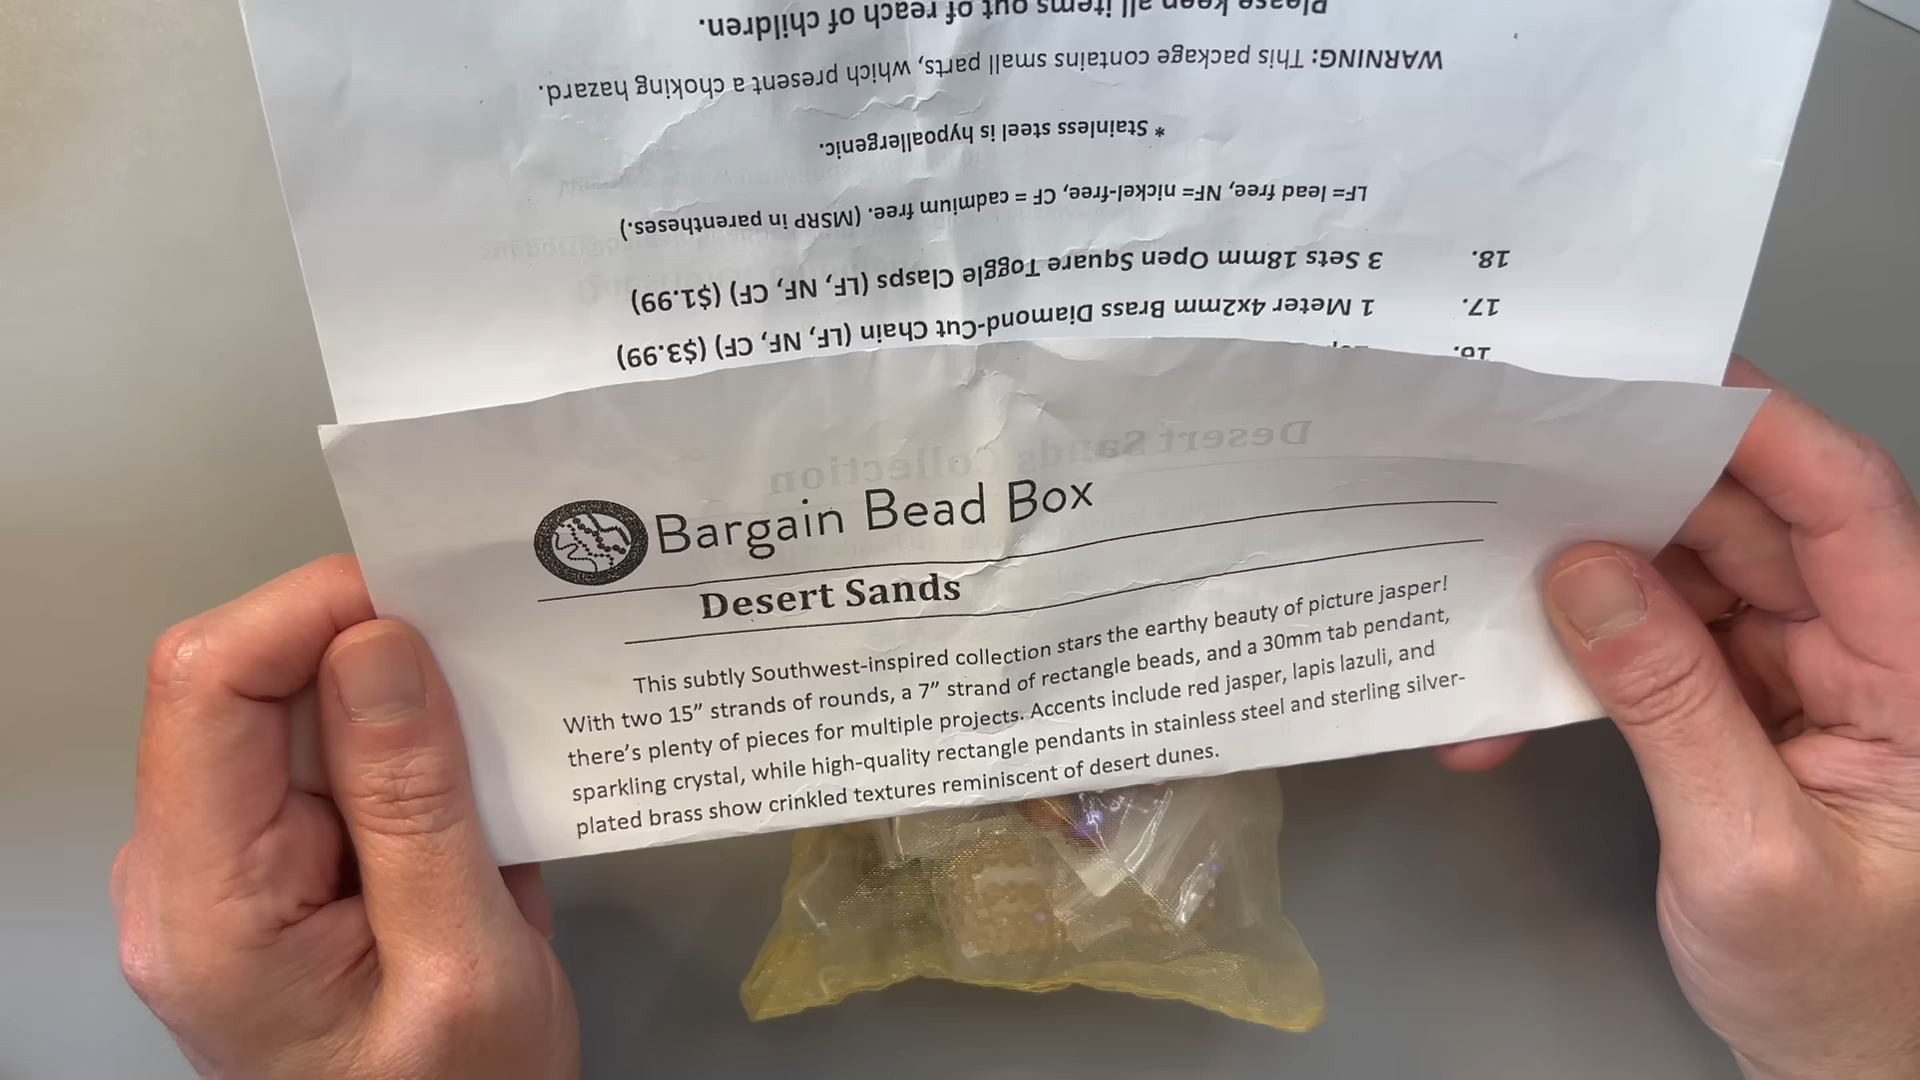 Bargain Bead Box
Desert Sands
This subtly Southwest-inspired collection stars the earthy beauty of picture jasper!
With two 15” strands of rounds, a 7” strand of rectangle beads, and a 30mm tab pendant,
there’s plenty of pieces for multiple projects. Accents include red jasper, lapis lazuli, and
sparkling crystal, while high-quality rectangle pendants in stainless steel and sterling silver-
plated brass show crinkled textures reminiscent of desert dunes.
Desert Sands Collection
16.
17. 1 Meter 4x2mm Brass Diamond-Cut Chain (LF, NF, CF) ($3.99)
18. 3 Sets 18mm Open Square Toggle Clasps (LF, NF, CF) ($1.99)
LF= lead free, NF= nickel-free, CF = cadmium free. (MSRP in parentheses.)
* Stainless steel is hypoallergenic.
WARNING: This package contains small parts, which present a choking hazard.
Please keep all items out of reach of children.